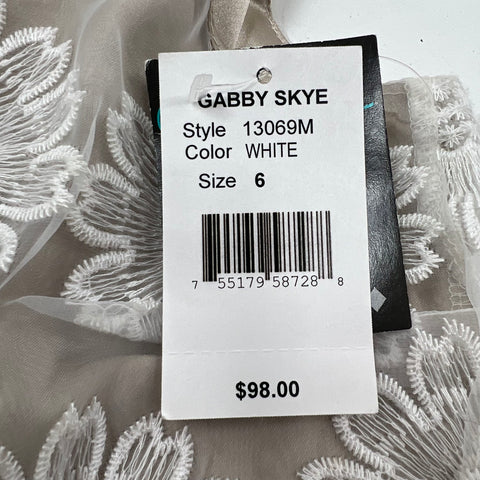 GABBY SKYE
Style 13069M
Color WHITE
Size 6
7 55179 58728 8
$98.00